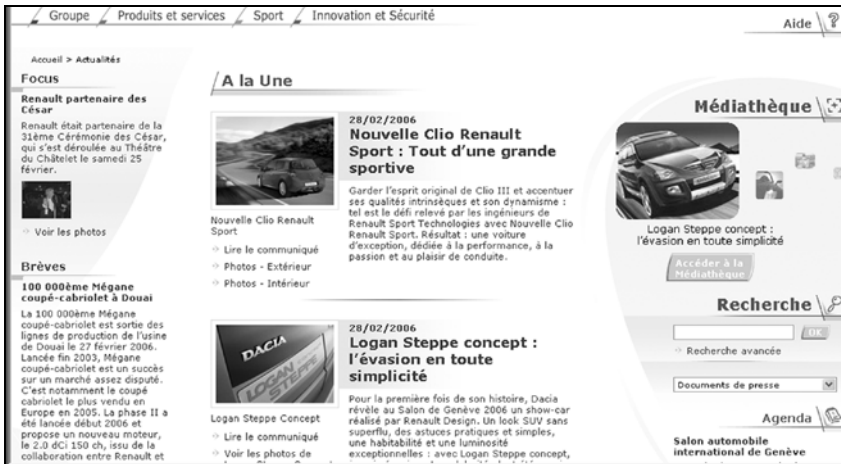 Groupe Produits et services Sport Innovation et Sécurité
Aide ?
Accueil > Actualités
Focus
Renault partenaire des
César
Renault était partenaire de la
31ème Cérémonie des César,
qui s'est déroulée au Théâtre
du Châtelet le samedi 25
février.
Voir les photos
Brèves
100 000ème Mégane
coupé-cabriolet à Douai
La 100 000ème Mégane
coupé-cabriolet est sortie des
lignes de production de l'usine
de Douai le 27 février 2006.
Lancée fin 2003, Mégane
coupé-cabriolet est un succès
sur un marché assez disputé.
C'est notamment le coupé
cabriolet le plus vendu en
Europe en 2005. La phase II a
été lancée début 2006 et
propose un nouveau moteur,
le 2.0 dCi 150 ch, issu de la
collaboration entre Renault et
A la Une
Nouvelle Clio Renault
Sport
Lire le communiqué
Photos - Extérieur
Photos - Intérieur
28/02/2006
Nouvelle Clio Renault
Sport : Tout d'une grande
sportive
Garder l'esprit original de Clio III et accentuer
ses qualités intrinsèques et son dynamisme :
tel est le défi relevé par les ingénieurs de
Renault Sport Technologies avec Nouvelle Clio
Renault Sport. Résultat : une voiture
d'exception, dédiée à la performance, à la
passion et au plaisir de conduite.
DACIA
LOGAN
STEPPE
Logan Steppe Concept
Lire le communiqué
Voir les photos de
28/02/2006
Logan Steppe concept :
l'évasion en toute
simplicité
Pour la première fois de son histoire, Dacia
révèle au Salon de Genève 2006 un show-car
réalisé par Renault Design. Un look SUV sans
superflu, des astuces pratiques et simples,
une habitabilité et une luminosité
exceptionnelles : avec Logan Steppe concept,
Médiathèque
Logan Steppe concept :
l'évasion en toute simplicité
Accéder à la
Médiathèque
Recherche
OK
Recherche avancée
Documents de presse
Agenda
Salon automobile
international de Genève